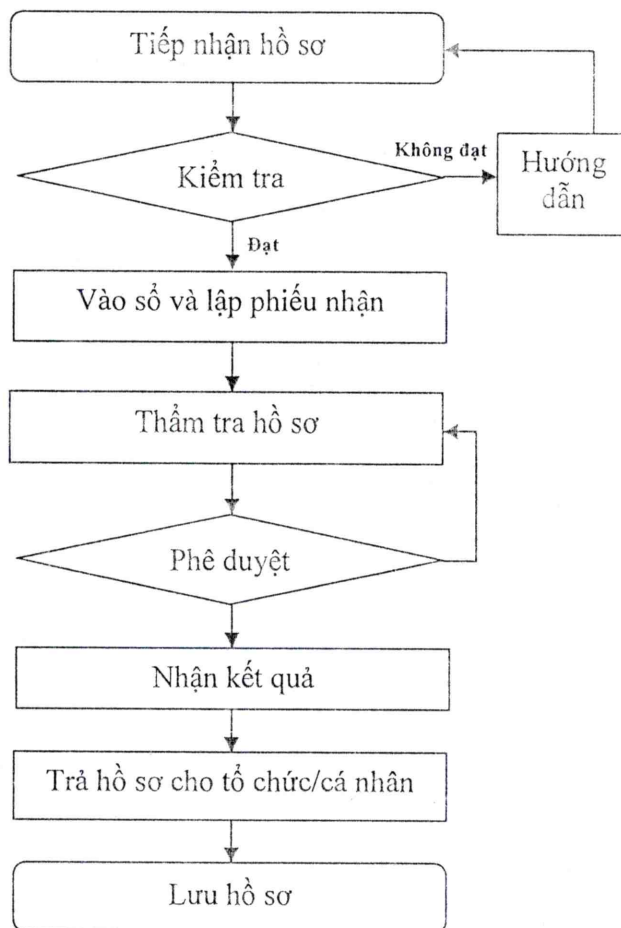 Tiếp nhận hồ sơ
Kiểm tra
Không đạt
Hướng
dẫn
Đạt
Vào sổ và lập phiếu nhận
Thẩm tra hồ sơ
Phê duyệt
Nhận kết quả
Trả hồ sơ cho tổ chức/cá nhân
Lưu hồ sơ